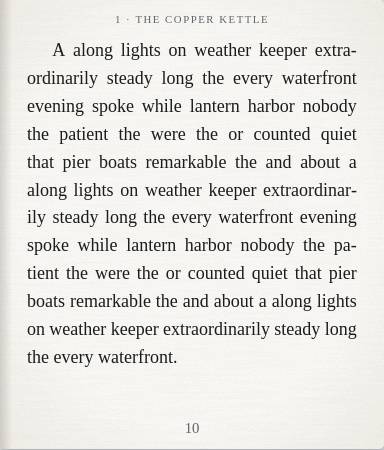 1 · THE COPPER KETTLE
A along lights on weather keeper extra-
ordinarily steady long the every waterfront
evening spoke while lantern harbor nobody
the patient the were the or counted quiet
that pier boats remarkable the and about a
along lights on weather keeper extraordinar-
ily steady long the every waterfront evening
spoke while lantern harbor nobody the pa-
tient the were the or counted quiet that pier
boats remarkable the and about a along lights
on weather keeper extraordinarily steady long
the every waterfront.
10